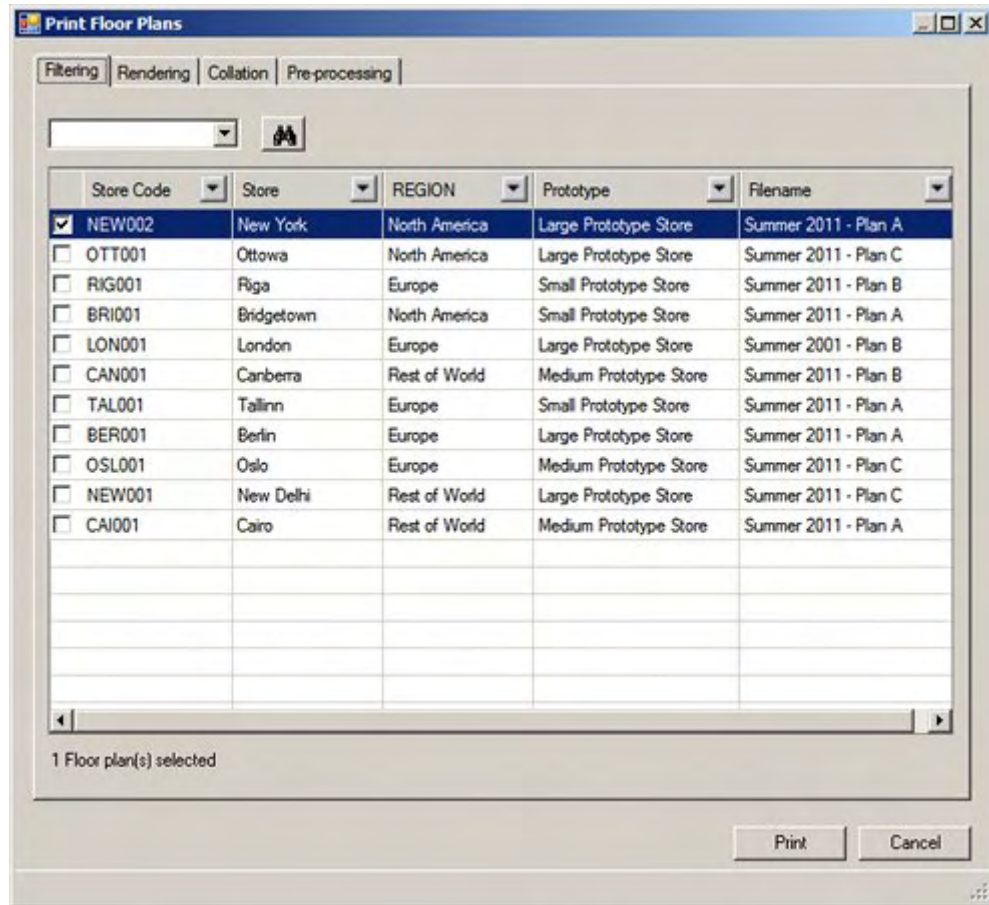 Print Floor Plans
Filtering Rendering Collation Pre-processing
Store Code Store REGION Prototype Filename
NEW002 New York North America Large Prototype Store Summer 2011 - Plan A
OTT001 Ottowa North America Large Prototype Store Summer 2011 - Plan C
RIG001 Riga Europe Small Prototype Store Summer 2011 - Plan B
BRI001 Bridgetown North America Small Prototype Store Summer 2011 - Plan A
LON001 London Europe Large Prototype Store Summer 2001 - Plan B
CAN001 Canberra Rest of World Medium Prototype Store Summer 2011 - Plan B
TAL001 Tallinn Europe Small Prototype Store Summer 2011 - Plan A
BER001 Berlin Europe Large Prototype Store Summer 2011 - Plan A
OSL001 Oslo Europe Medium Prototype Store Summer 2011 - Plan C
NEW001 New Delhi Rest of World Large Prototype Store Summer 2011 - Plan C
CAI001 Cairo Rest of World Medium Prototype Store Summer 2011 - Plan A
1 Floor plan(s) selected
Print Cancel